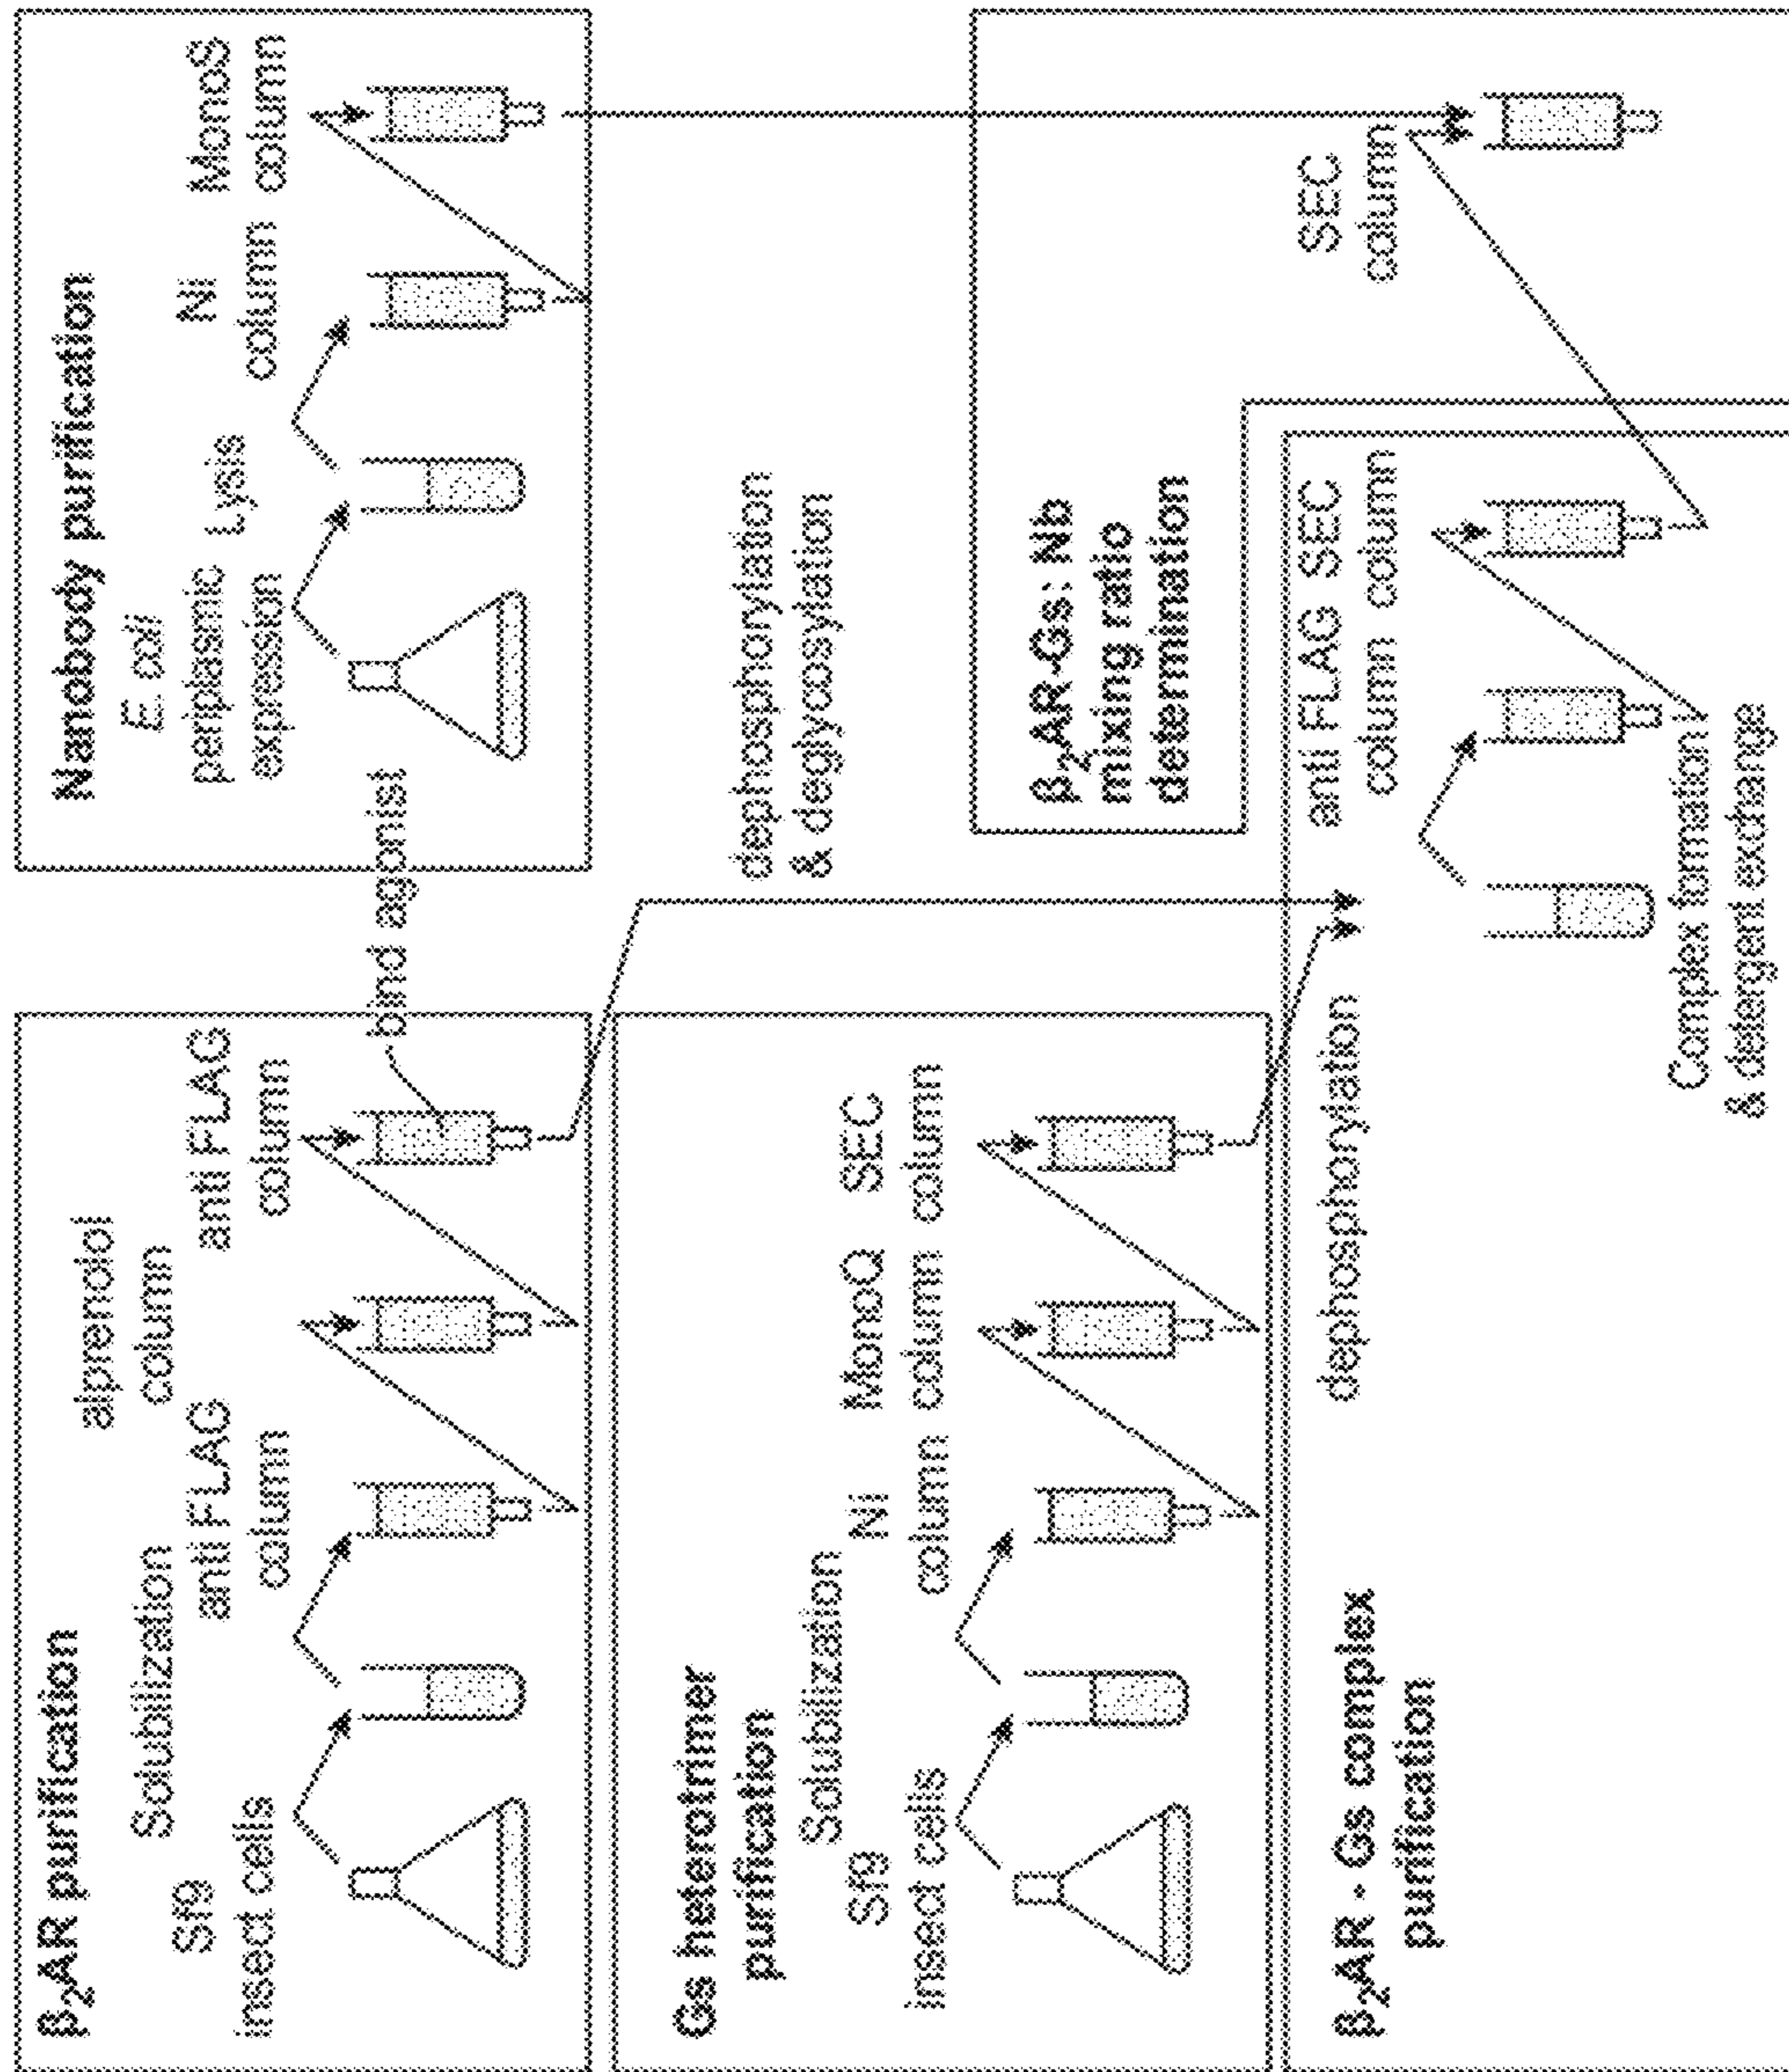 β₂AR purification
Sf9
insect cells
Solubilization
anti FLAG
column
alprenolol
column
anti FLAG
column
bind agonist
Nanobody purification
E. coli
periplasmic
expression
Lysis
Ni
column
MonoS
column
Gs heterotrimer
purification
Sf9
insect cells
Solubilization
Ni
column
MonoQ
column
SEC
column
dephosphorylation
& deglycosylation
β₂AR-Gs: Nb
mixing ratio
determination
SEC
column
β₂AR - Gs complex
purification
dephosphorylation
anti FLAG
column
SEC
column
Complex formation
& detergent exchange